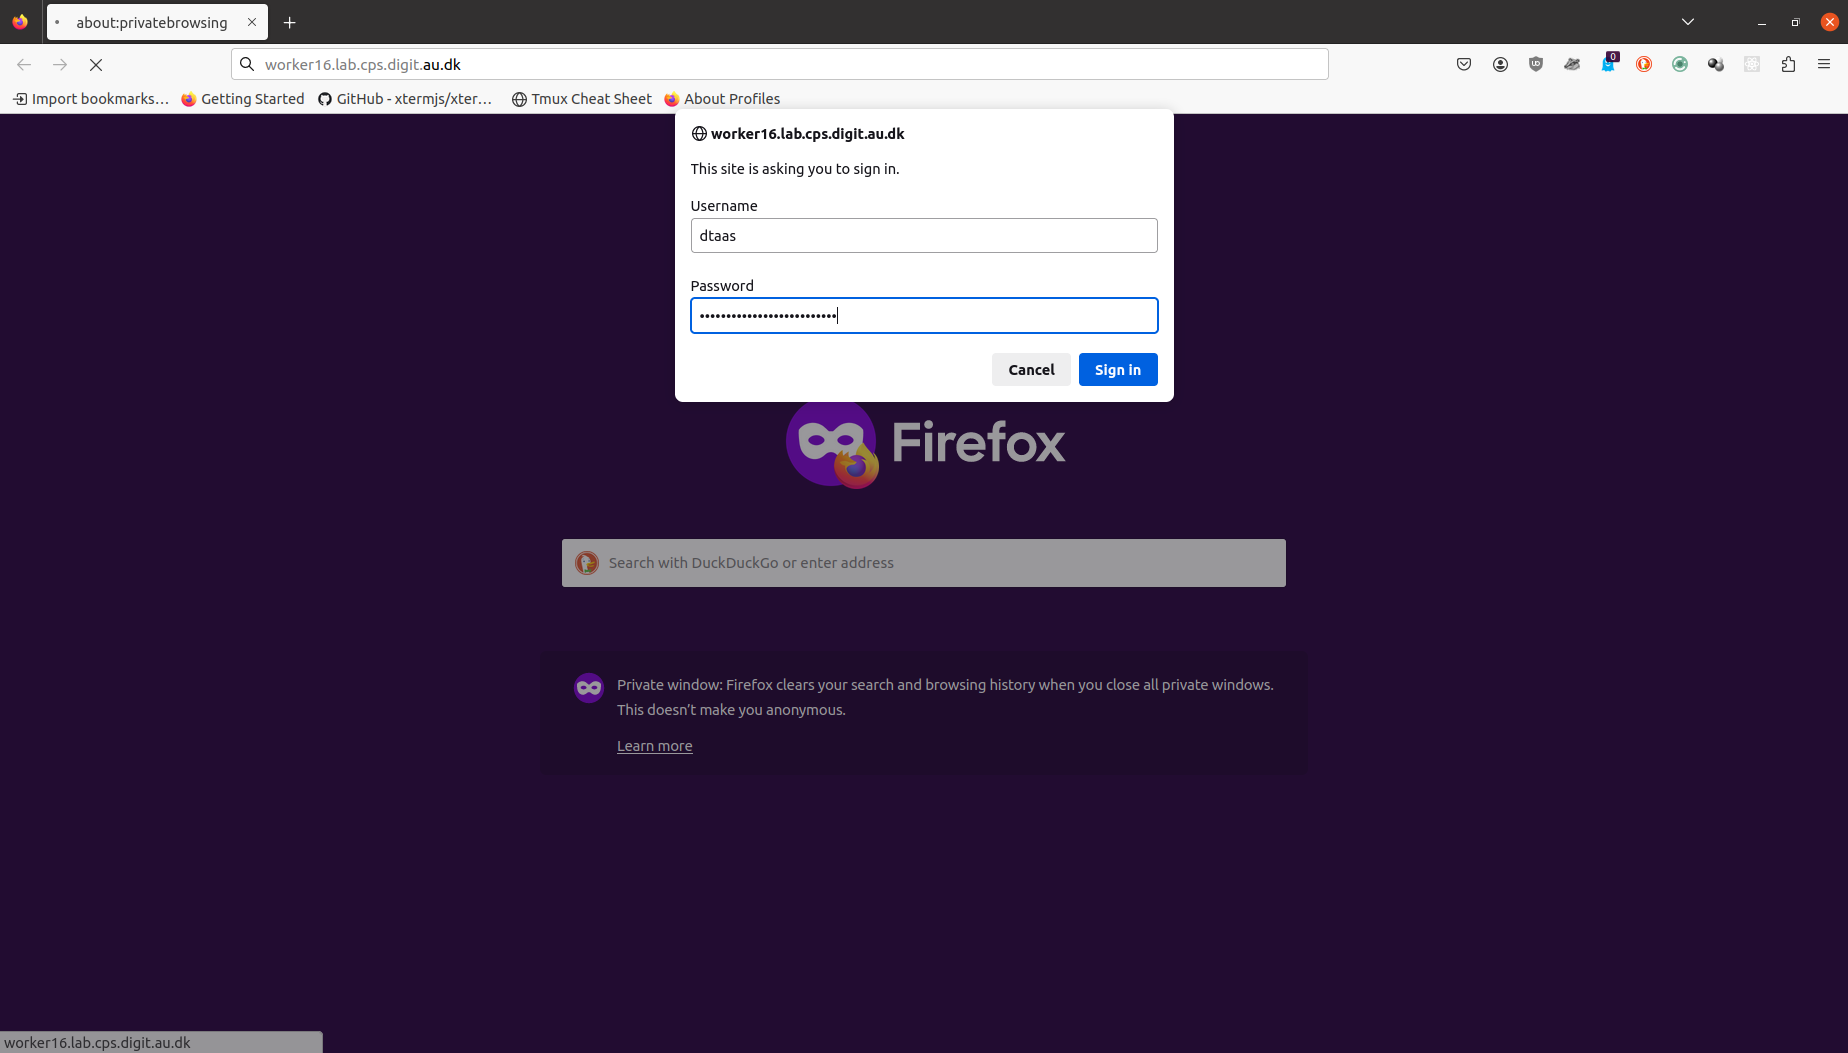 about:privatebrowsing
worker16.lab.cps.digit.au.dk
0
Import bookmarks… Getting Started GitHub - xtermjs/xter… Tmux Cheat Sheet About Profiles
worker16.lab.cps.digit.au.dk
This site is asking you to sign in.
Username
dtaas
Password
••••••••••••••••••••••••••
Cancel Sign in
Firefox
Search with DuckDuckGo or enter address
Private window: Firefox clears your search and browsing history when you close all private windows.
This doesn’t make you anonymous.
Learn more
worker16.lab.cps.digit.au.dk